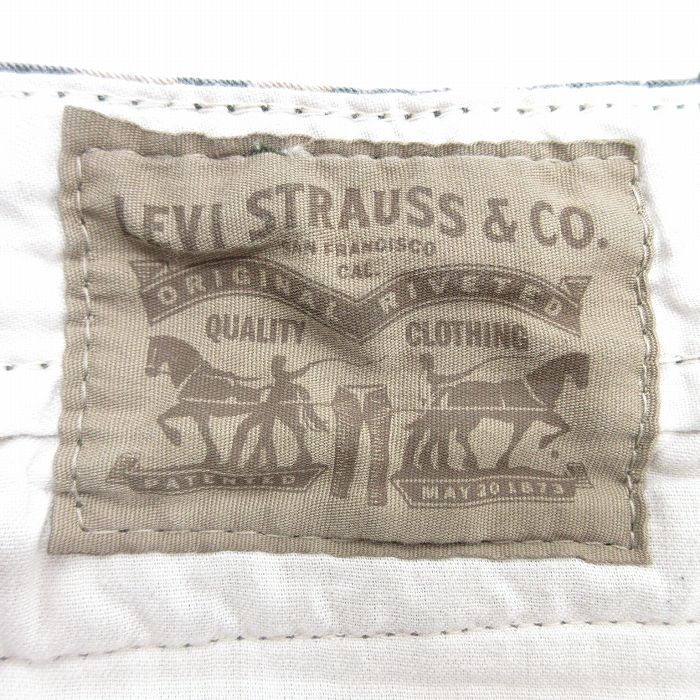 LEVI STRAUSS & CO.
SAN FRANCISCO
CAL.
ORIGINAL RIVETED
QUALITY CLOTHING
PATENTED MAY 20 1873